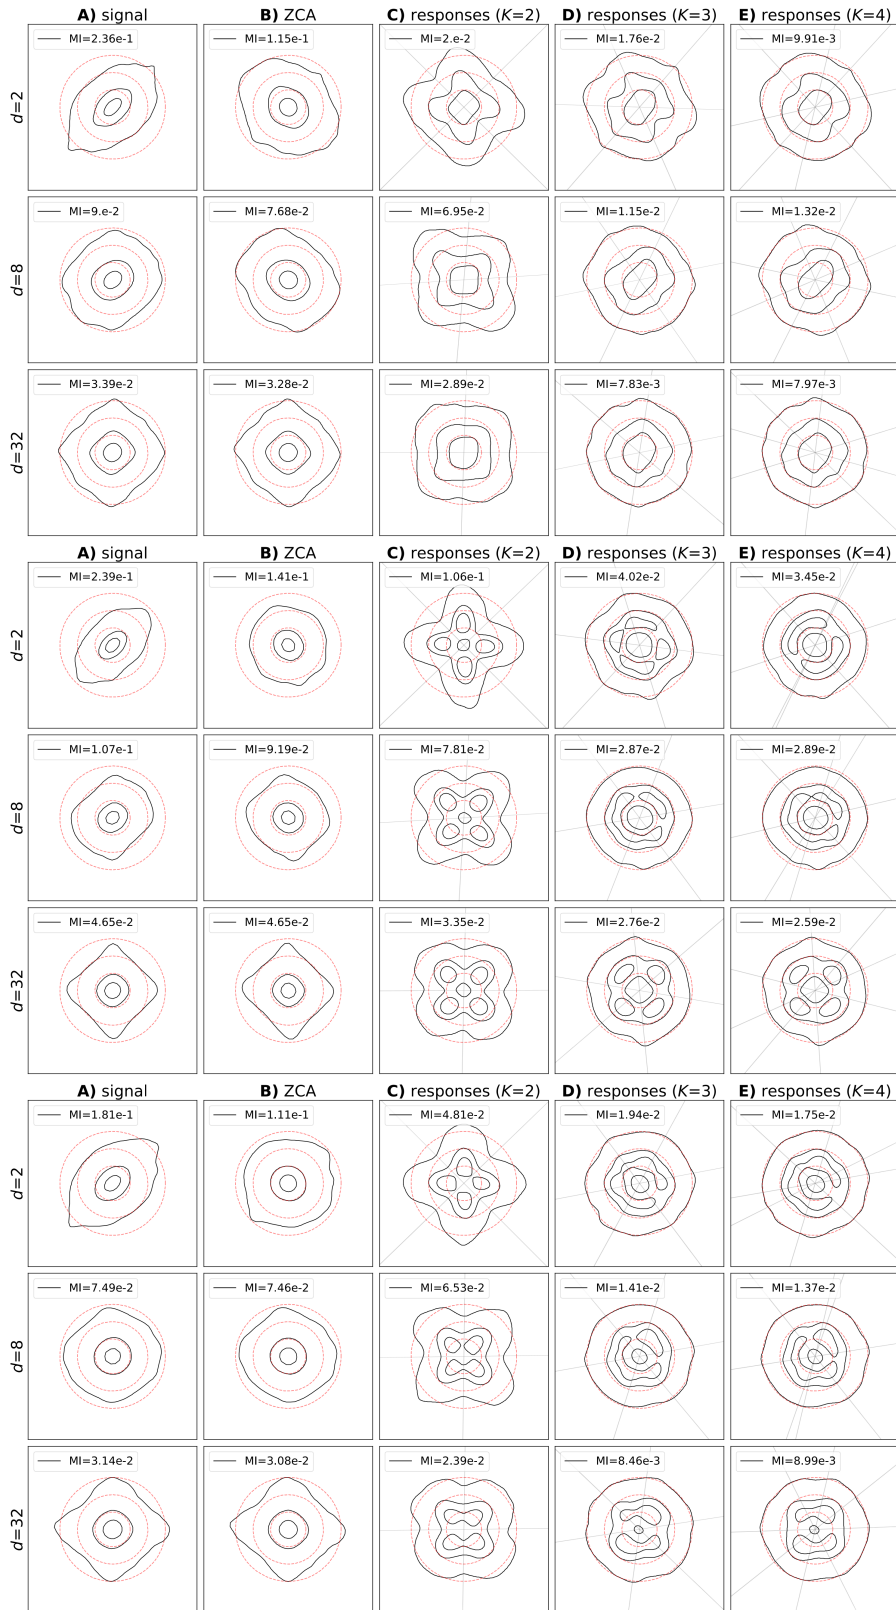 A) signal B) ZCA C) responses (K=2) D) responses (K=3) E) responses (K=4)
d=2 MI=2.36e-1 MI=1.15e-1 MI=2.e-2 MI=1.76e-2 MI=9.91e-3
d=8 MI=9.e-2 MI=7.68e-2 MI=6.95e-2 MI=1.15e-2 MI=1.32e-2
d=32 MI=3.39e-2 MI=3.28e-2 MI=2.89e-2 MI=7.83e-3 MI=7.97e-3
A) signal B) ZCA C) responses (K=2) D) responses (K=3) E) responses (K=4)
d=2 MI=2.39e-1 MI=1.41e-1 MI=1.06e-1 MI=4.02e-2 MI=3.45e-2
d=8 MI=1.07e-1 MI=9.19e-2 MI=7.81e-2 MI=2.87e-2 MI=2.89e-2
d=32 MI=4.65e-2 MI=4.65e-2 MI=3.35e-2 MI=2.76e-2 MI=2.59e-2
A) signal B) ZCA C) responses (K=2) D) responses (K=3) E) responses (K=4)
d=2 MI=1.81e-1 MI=1.11e-1 MI=4.81e-2 MI=1.94e-2 MI=1.75e-2
d=8 MI=7.49e-2 MI=7.46e-2 MI=6.53e-2 MI=1.41e-2 MI=1.37e-2
d=32 MI=3.14e-2 MI=3.08e-2 MI=2.39e-2 MI=8.46e-3 MI=8.99e-3